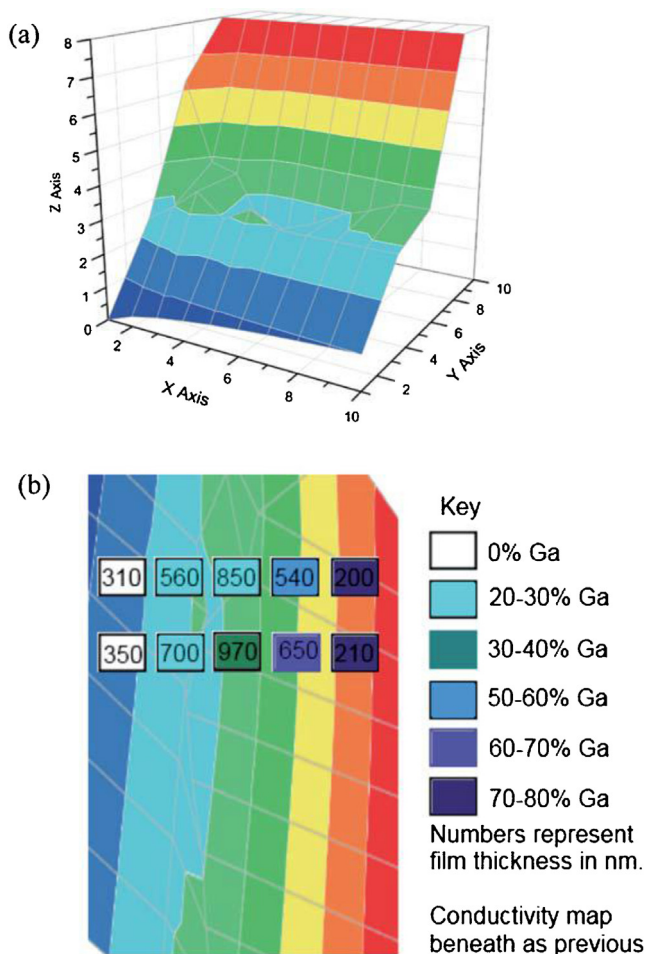 (a)
8
7
6
5
4
3
2
1
0
Z Axis
2
4
6
8
10
X Axis
2
4
6
8
10
Y Axis
(b)
310 560 850 540 200
350 700 970 650 210
Key
0% Ga
20-30% Ga
30-40% Ga
50-60% Ga
60-70% Ga
70-80% Ga
Numbers represent
film thickness in nm.
Conductivity map
beneath as previous